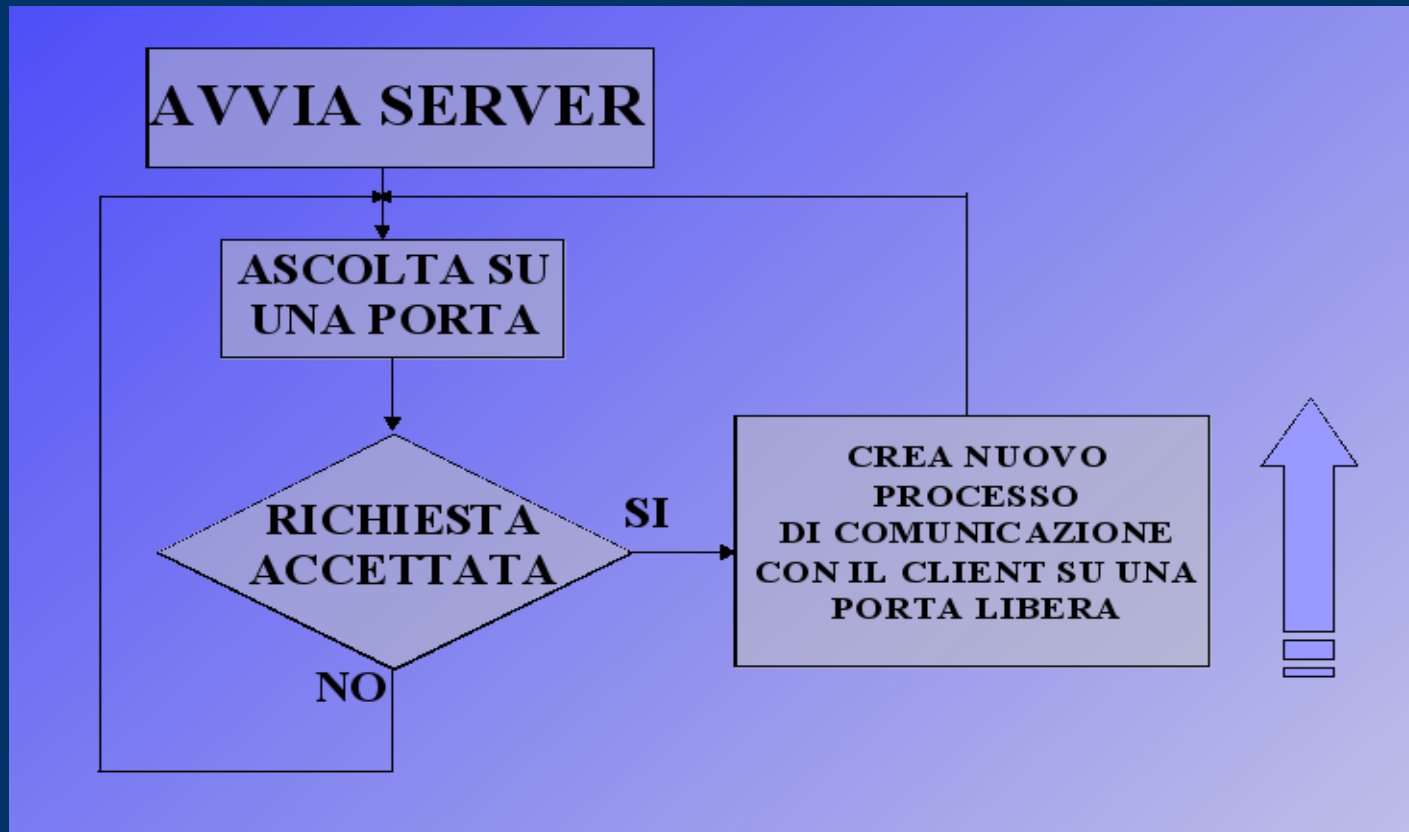 AVVIA SERVER
ASCOLTA SU
UNA PORTA
RICHIESTA
ACCETTATA
SI
NO
CREA NUOVO
PROCESSO
DI COMUNICAZIONE
CON IL CLIENT SU UNA
PORTA LIBERA